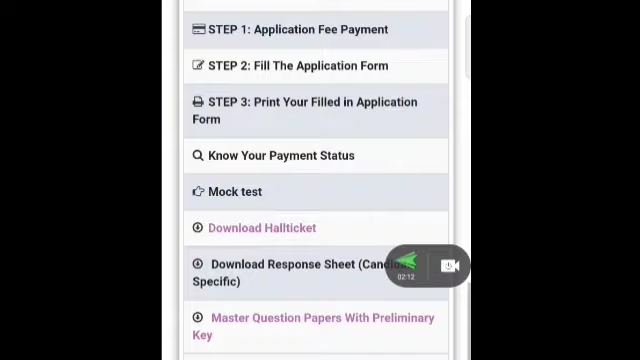 STEP 1: Application Fee Payment
STEP 2: Fill The Application Form
STEP 3: Print Your Filled in Application
Form
Know Your Payment Status
Mock test
Download Hallticket
Download Response Sheet
Specific)
02:12
Master Question Papers With Preliminary
Key